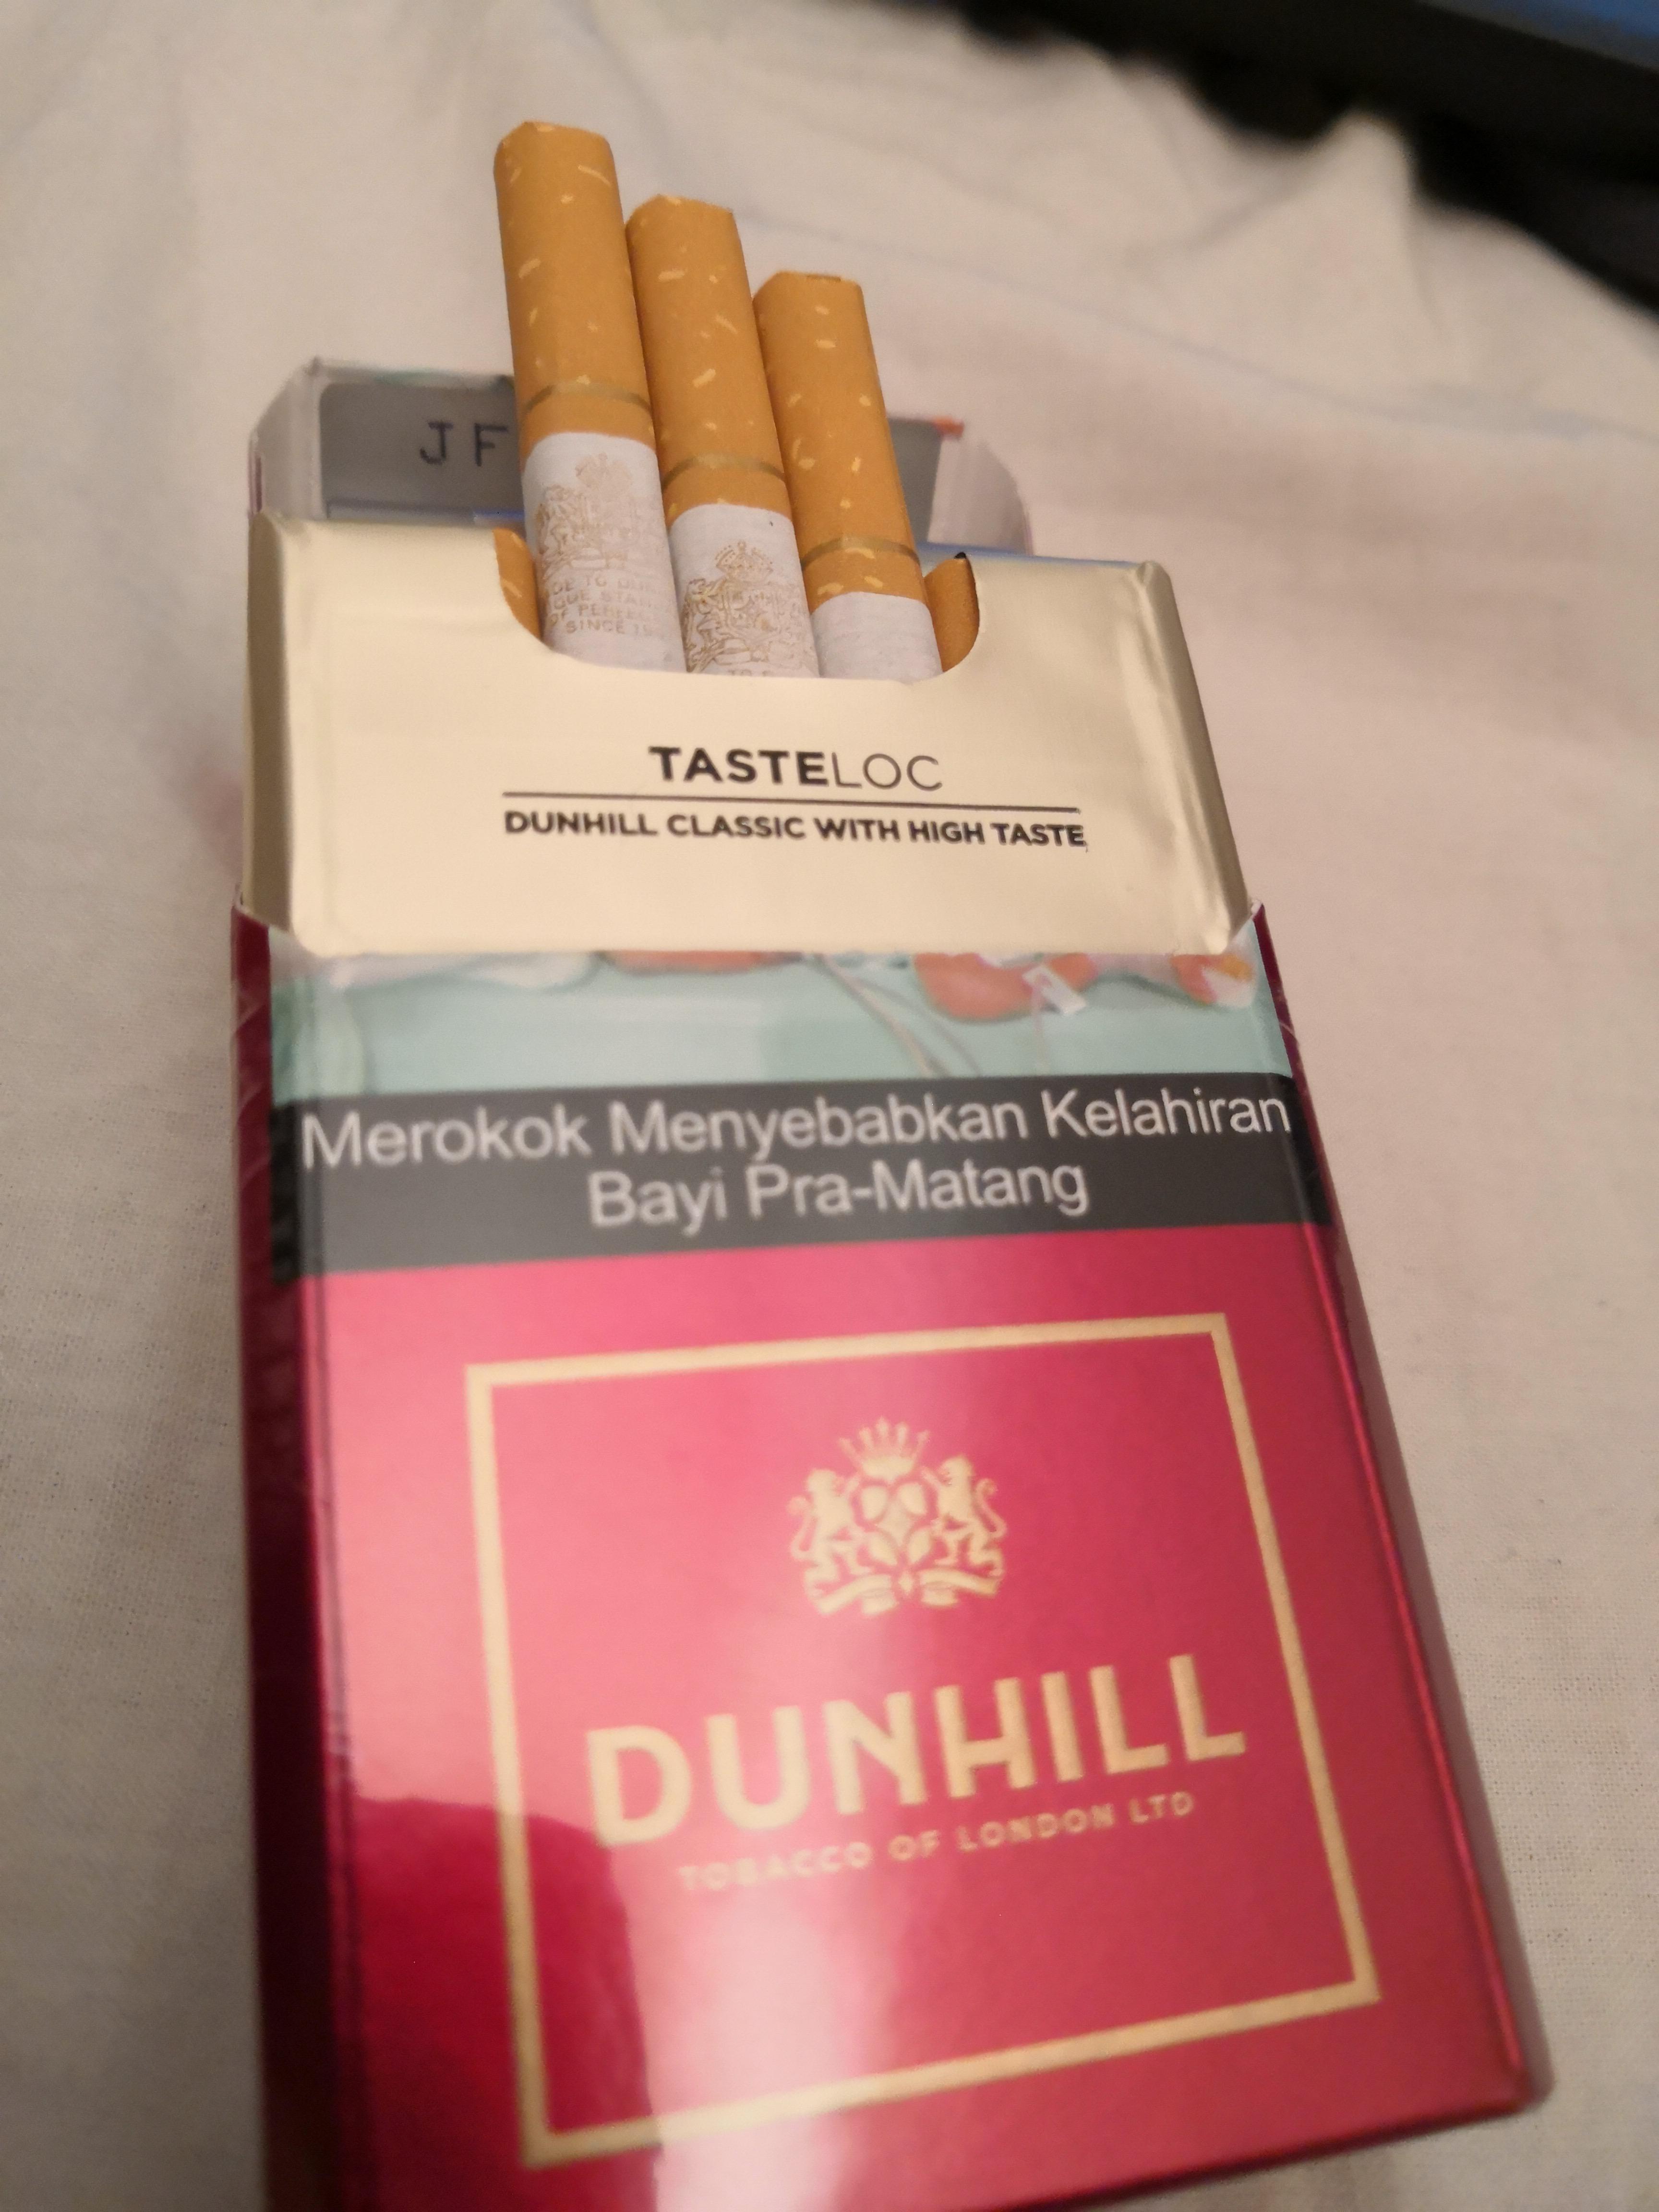 JF
TASTELOC
DUNHILL CLASSIC WITH HIGH TASTE
Merokok Menyebabkan Kelahiran
Bayi Pra-Matang
DUNHILL
TOBACCO OF LONDON LTD